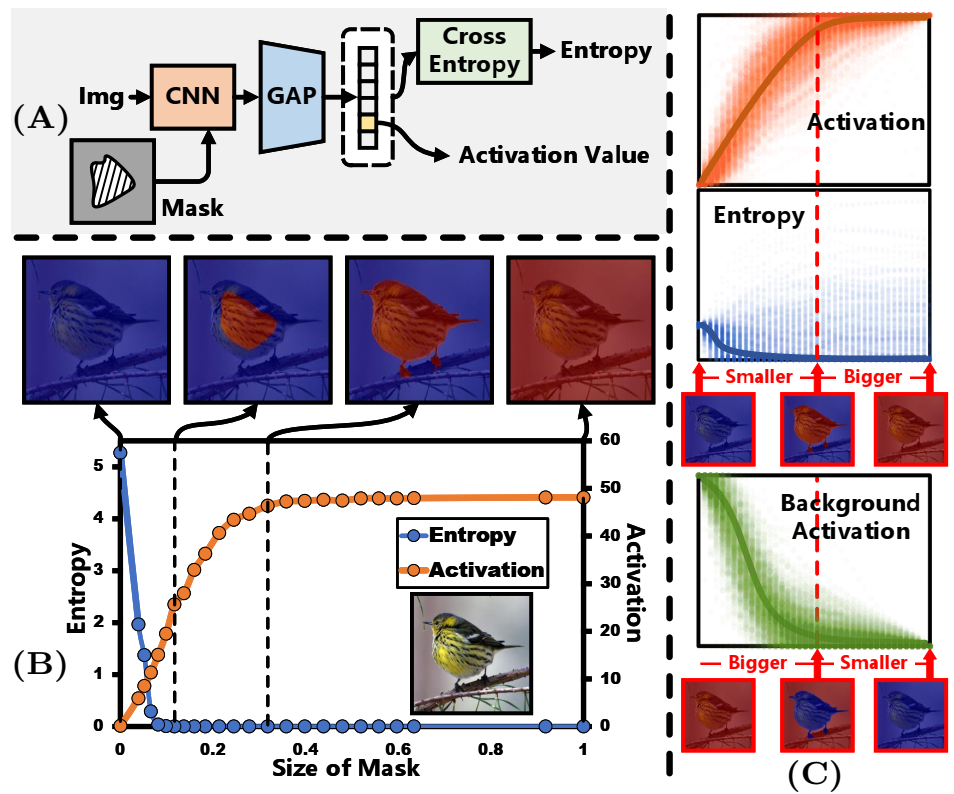 (A)
Img
CNN
GAP
Cross
Entropy
Entropy
Activation Value
Mask
(B)
Entropy
5
4
3
2
1
0
60
50
40
30
20
10
0
Activation
Entropy
Activation
0
0.2
0.4
0.6
0.8
1
Size of Mask
Activation
Entropy
Smaller
Bigger
Background
Activation
Bigger
Smaller
(C)